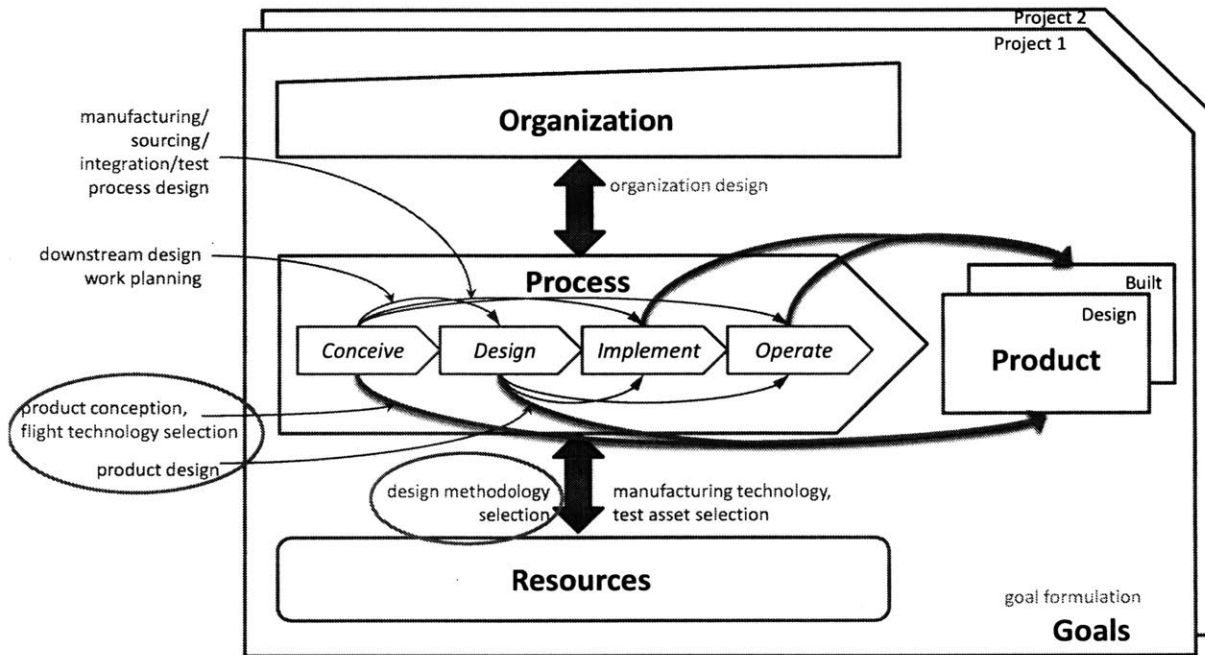 Project 2
Project 1
Organization
manufacturing/
sourcing/
integration/test
process design
organization design
downstream design
work planning
Process
Built
Design
Product
Conceive
Design
Implement
Operate
product conception,
flight technology selection
product design
design methodology
selection
manufacturing technology,
test asset selection
Resources
goal formulation
Goals